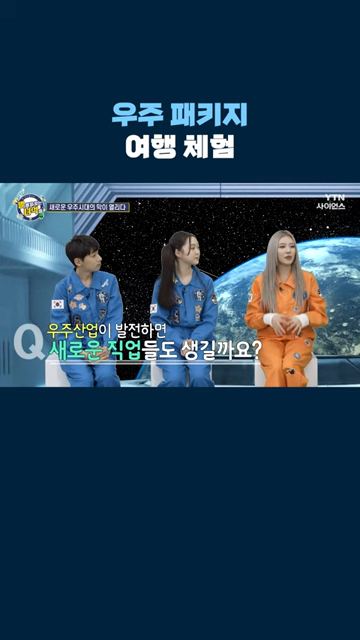 우주 패키지
여행 체험
새로운 우주시대의 막이 열리다
YTN
사이언스
Q
우주산업이 발전하면
새로운 직업들도 생길까요?